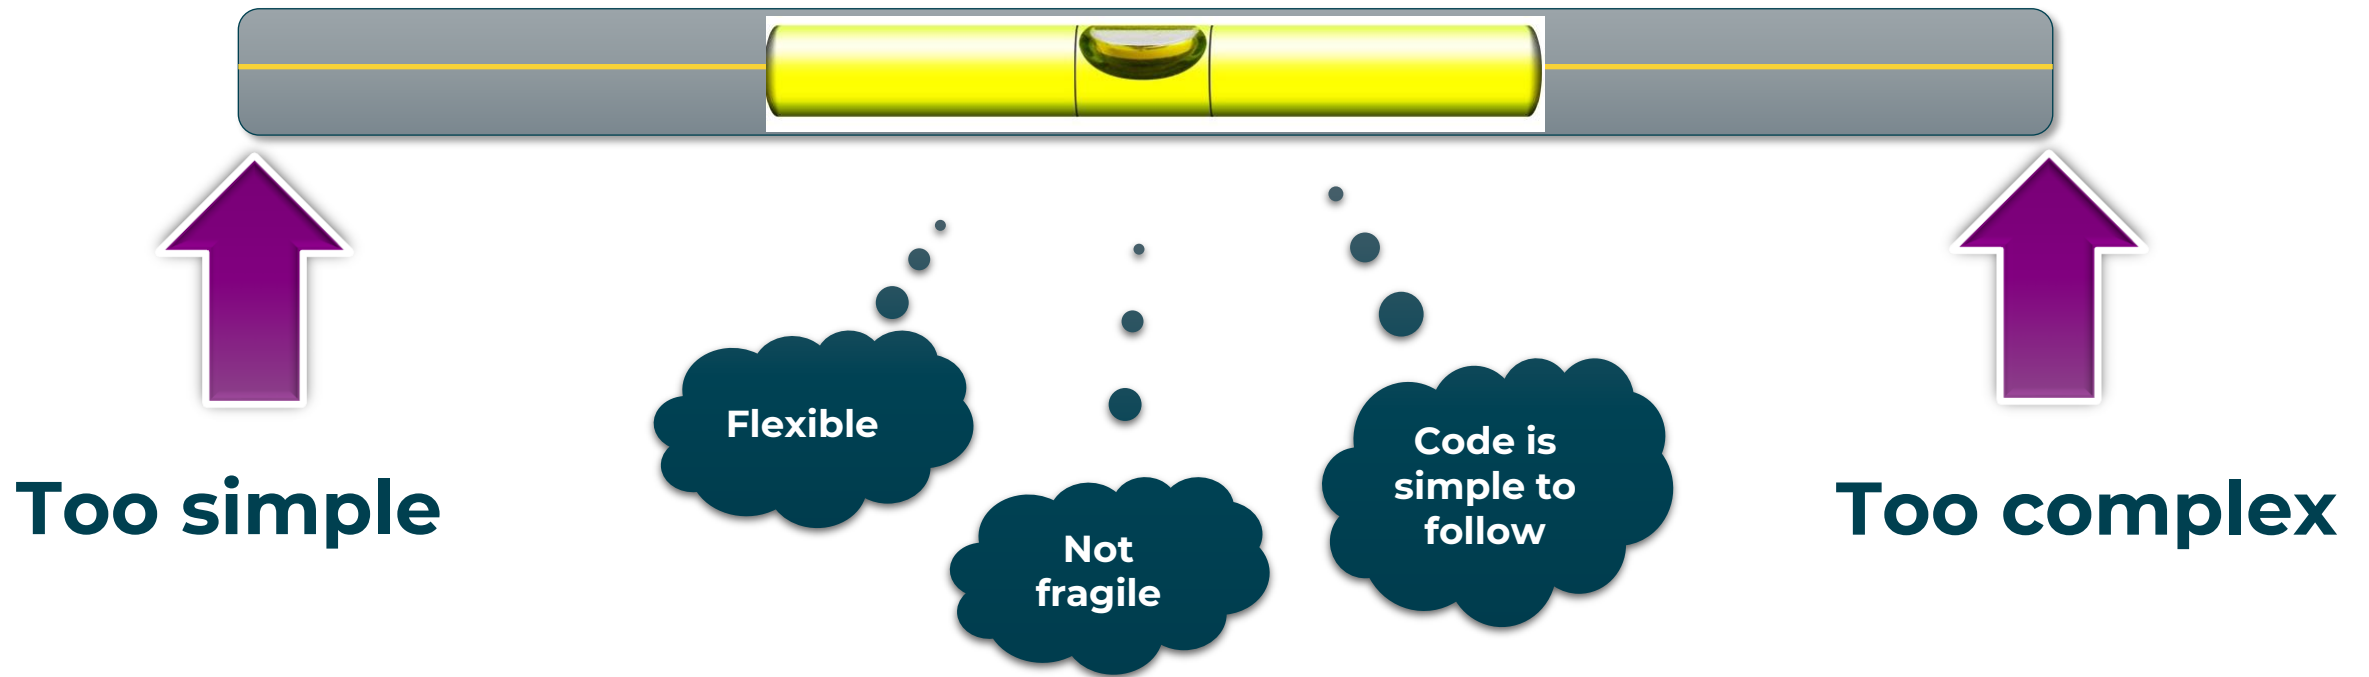 Too simple
Flexible
Not
fragile
Code is
simple to
follow
Too complex